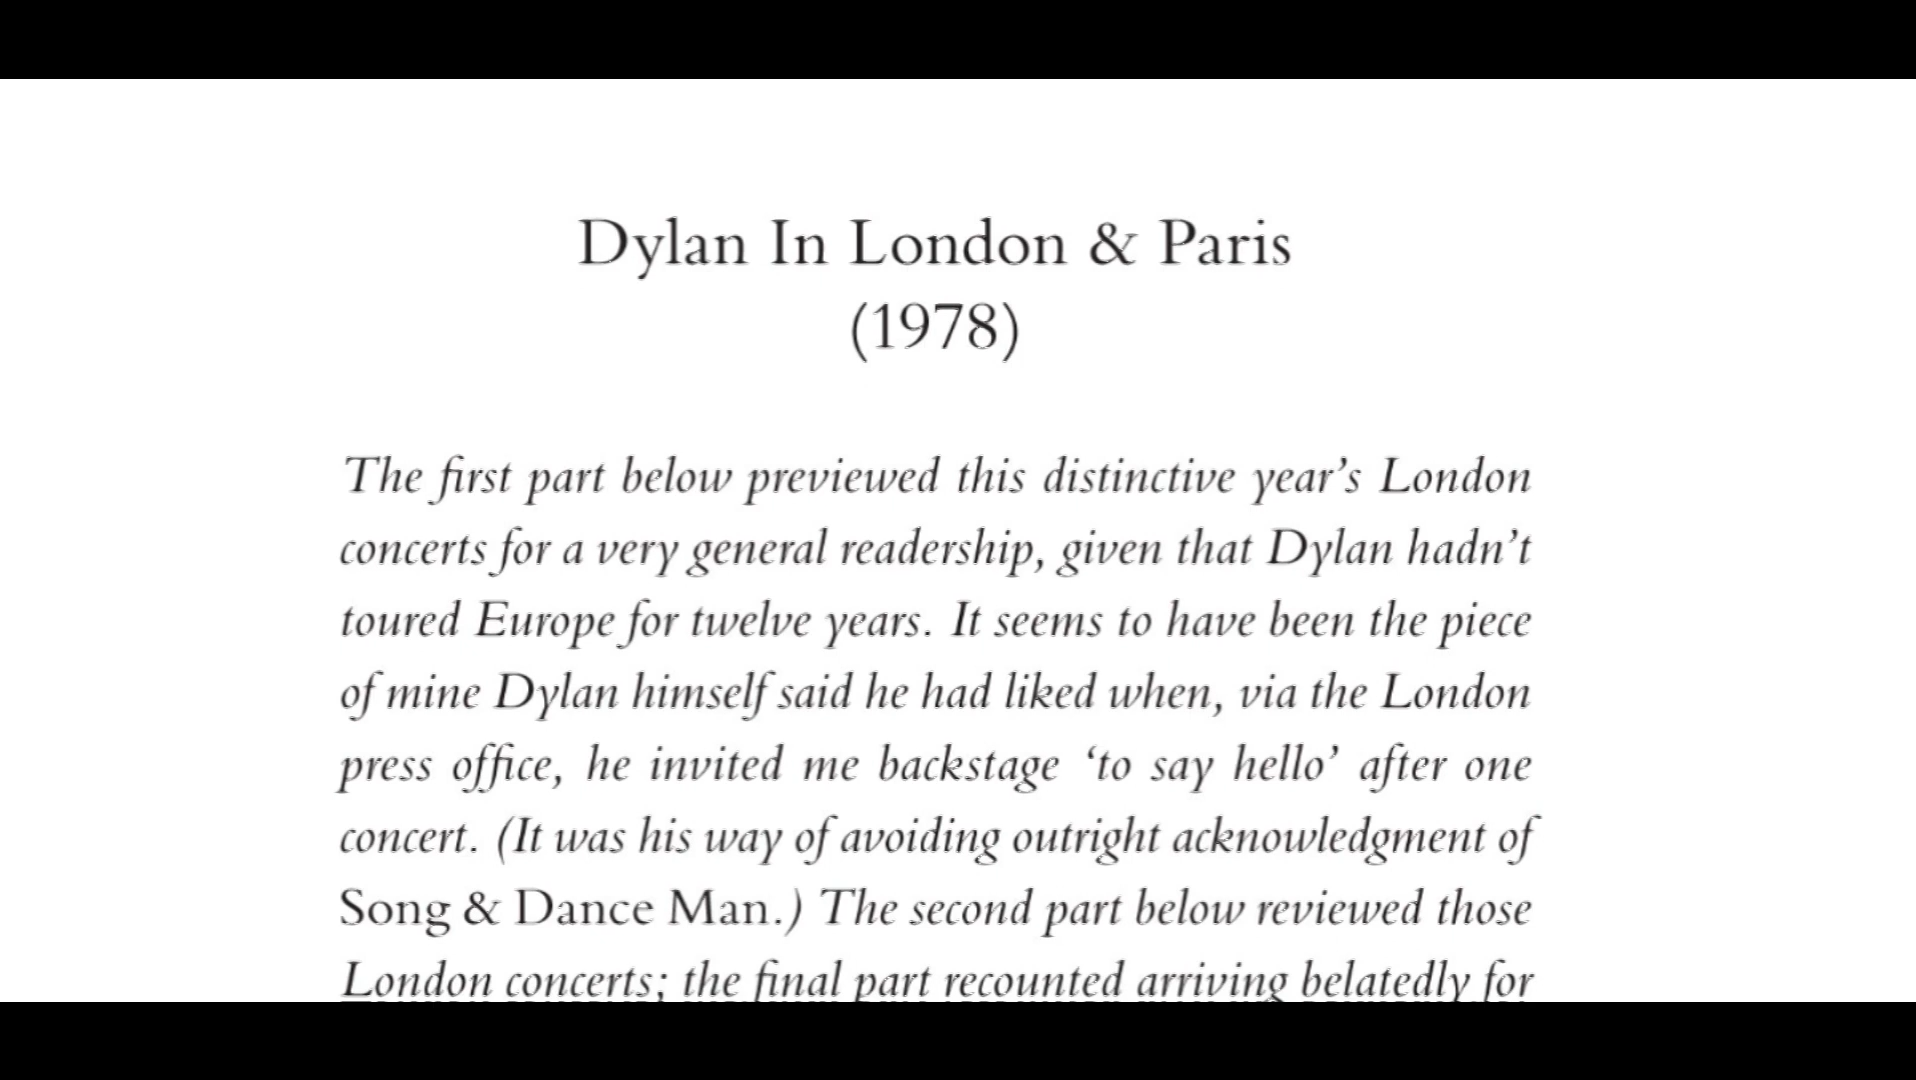 Dylan In London & Paris
(1978)
The first part below previewed this distinctive year’s London
concerts for a very general readership, given that Dylan hadn’t
toured Europe for twelve years. It seems to have been the piece
of mine Dylan himself said he had liked when, via the London
press office, he invited me backstage ‘to say hello’ after one
concert. (It was his way of avoiding outright acknowledgment of
Song & Dance Man.) The second part below reviewed those
London concerts; the final part recounted arriving belatedly for